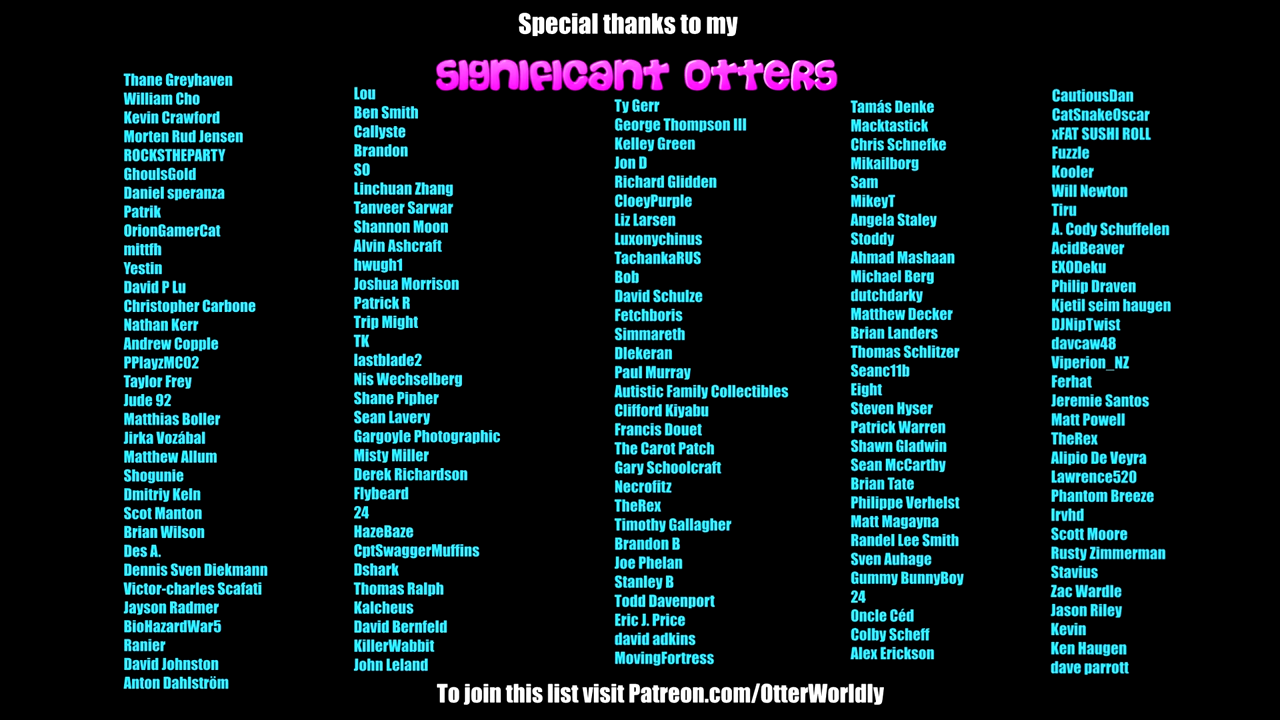 Special thanks to my
SIGNIFICANT OTTERS
Thane Greyhaven
William Cho
Kevin Crawford
Morten Rud Jensen
ROCKSTHEPARTY
GhoulsGold
Daniel speranza
Patrik
OrionGamerCat
mittfh
Yestin
David P Lu
Christopher Carbone
Nathan Kerr
Andrew Copple
PPlayzMC02
Taylor Frey
Jude 92
Matthias Boller
Jirka Vozábal
Matthew Allum
Shogunie
Dmitriy Keln
Scot Manton
Brian Wilson
Des A.
Dennis Sven Diekmann
Victor-charles Scafati
Jayson Radmer
BioHazardWar5
Ranier
David Johnston
Anton Dahlström
Lou
Ben Smith
Callyste
Brandon
SO
Linchuan Zhang
Tanveer Sarwar
Shannon Moon
Alvin Ashcraft
hwugh1
Joshua Morrison
Patrick R
Trip Might
TK
lastblade2
Nis Wechselberg
Shane Pipher
Sean Lavery
Gargoyle Photographic
Misty Miller
Derek Richardson
Flybeard
24
HazeBaze
CptSwaggerMuffins
Dshark
Thomas Ralph
Kalcheus
David Bernfeld
KillerWabbit
John Leland
Ty Gerr
George Thompson III
Kelley Green
Jon D
Richard Glidden
CloeyPurple
Liz Larsen
Luxonychinus
TachankaRUS
Bob
David Schulze
Fetchboris
Simmareth
Dlekeran
Paul Murray
Autistic Family Collectibles
Clifford Kiyabu
Francis Douet
The Carot Patch
Gary Schoolcraft
Necrofitz
TheRex
Timothy Gallagher
Brandon B
Joe Phelan
Stanley B
Todd Davenport
Eric J. Price
david adkins
MovingFortress
Tamás Denke
Macktastick
Chris Schnefke
Mikailborg
Sam
MikeyT
Angela Staley
Stoddy
Ahmad Mashaan
Michael Berg
dutchdarky
Matthew Decker
Brian Landers
Thomas Schlitzer
Seanc11b
Eight
Steven Hyser
Patrick Warren
Shawn Gladwin
Sean McCarthy
Brian Tate
Philippe Verhelst
Matt Magayna
Randel Lee Smith
Sven Auhage
Gummy BunnyBoy
24
Oncle Céd
Colby Scheff
Alex Erickson
CautiousDan
CatSnakeOscar
xFAT SUSHI ROLL
Fuzzle
Kooler
Will Newton
Tiru
A. Cody Schuffelen
AcidBeaver
EXODeku
Philip Draven
Kjetil seim haugen
DJNipTwist
davcaw48
Viperion_NZ
Ferhat
Jeremie Santos
Matt Powell
TheRex
Alipio De Veyra
Lawrence520
Phantom Breeze
Irvhd
Scott Moore
Rusty Zimmerman
Stavius
Zac Wardle
Jason Riley
Kevin
Ken Haugen
dave parrott
To join this list visit Patreon.com/OtterWorldly